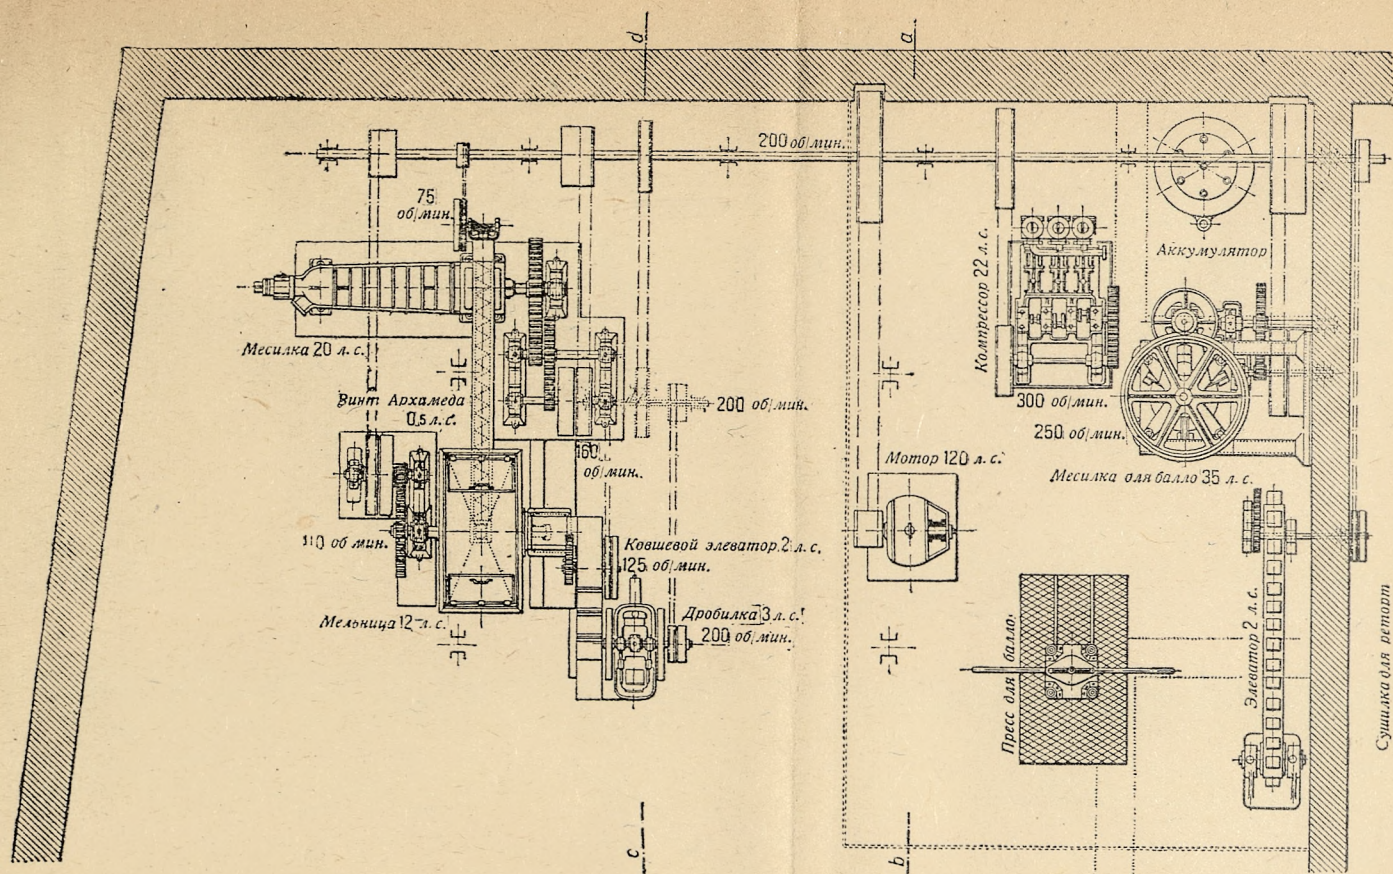 d
a
200 об/мин.
75
об/мин.
Аккумулятор
Компрессор 22 л. с.
Месилка 20 л. с.
Винт Архамеда
0,5 л. с.
200 об/мин.
300 об/мин.
250 об/мин.
160
об/мин.
Мотор 120 л. с.
Месилка для балло 35 л. с.
110 об мин.
Ковшевой элеватор 2 л. с.
125 об/мин.
Мельница 12 л. с.
Дробилка 3 л. с.
200 об/мин.
Пресс для балло
Элеватор 2 л. с.
Сушилка для реторт
c
b